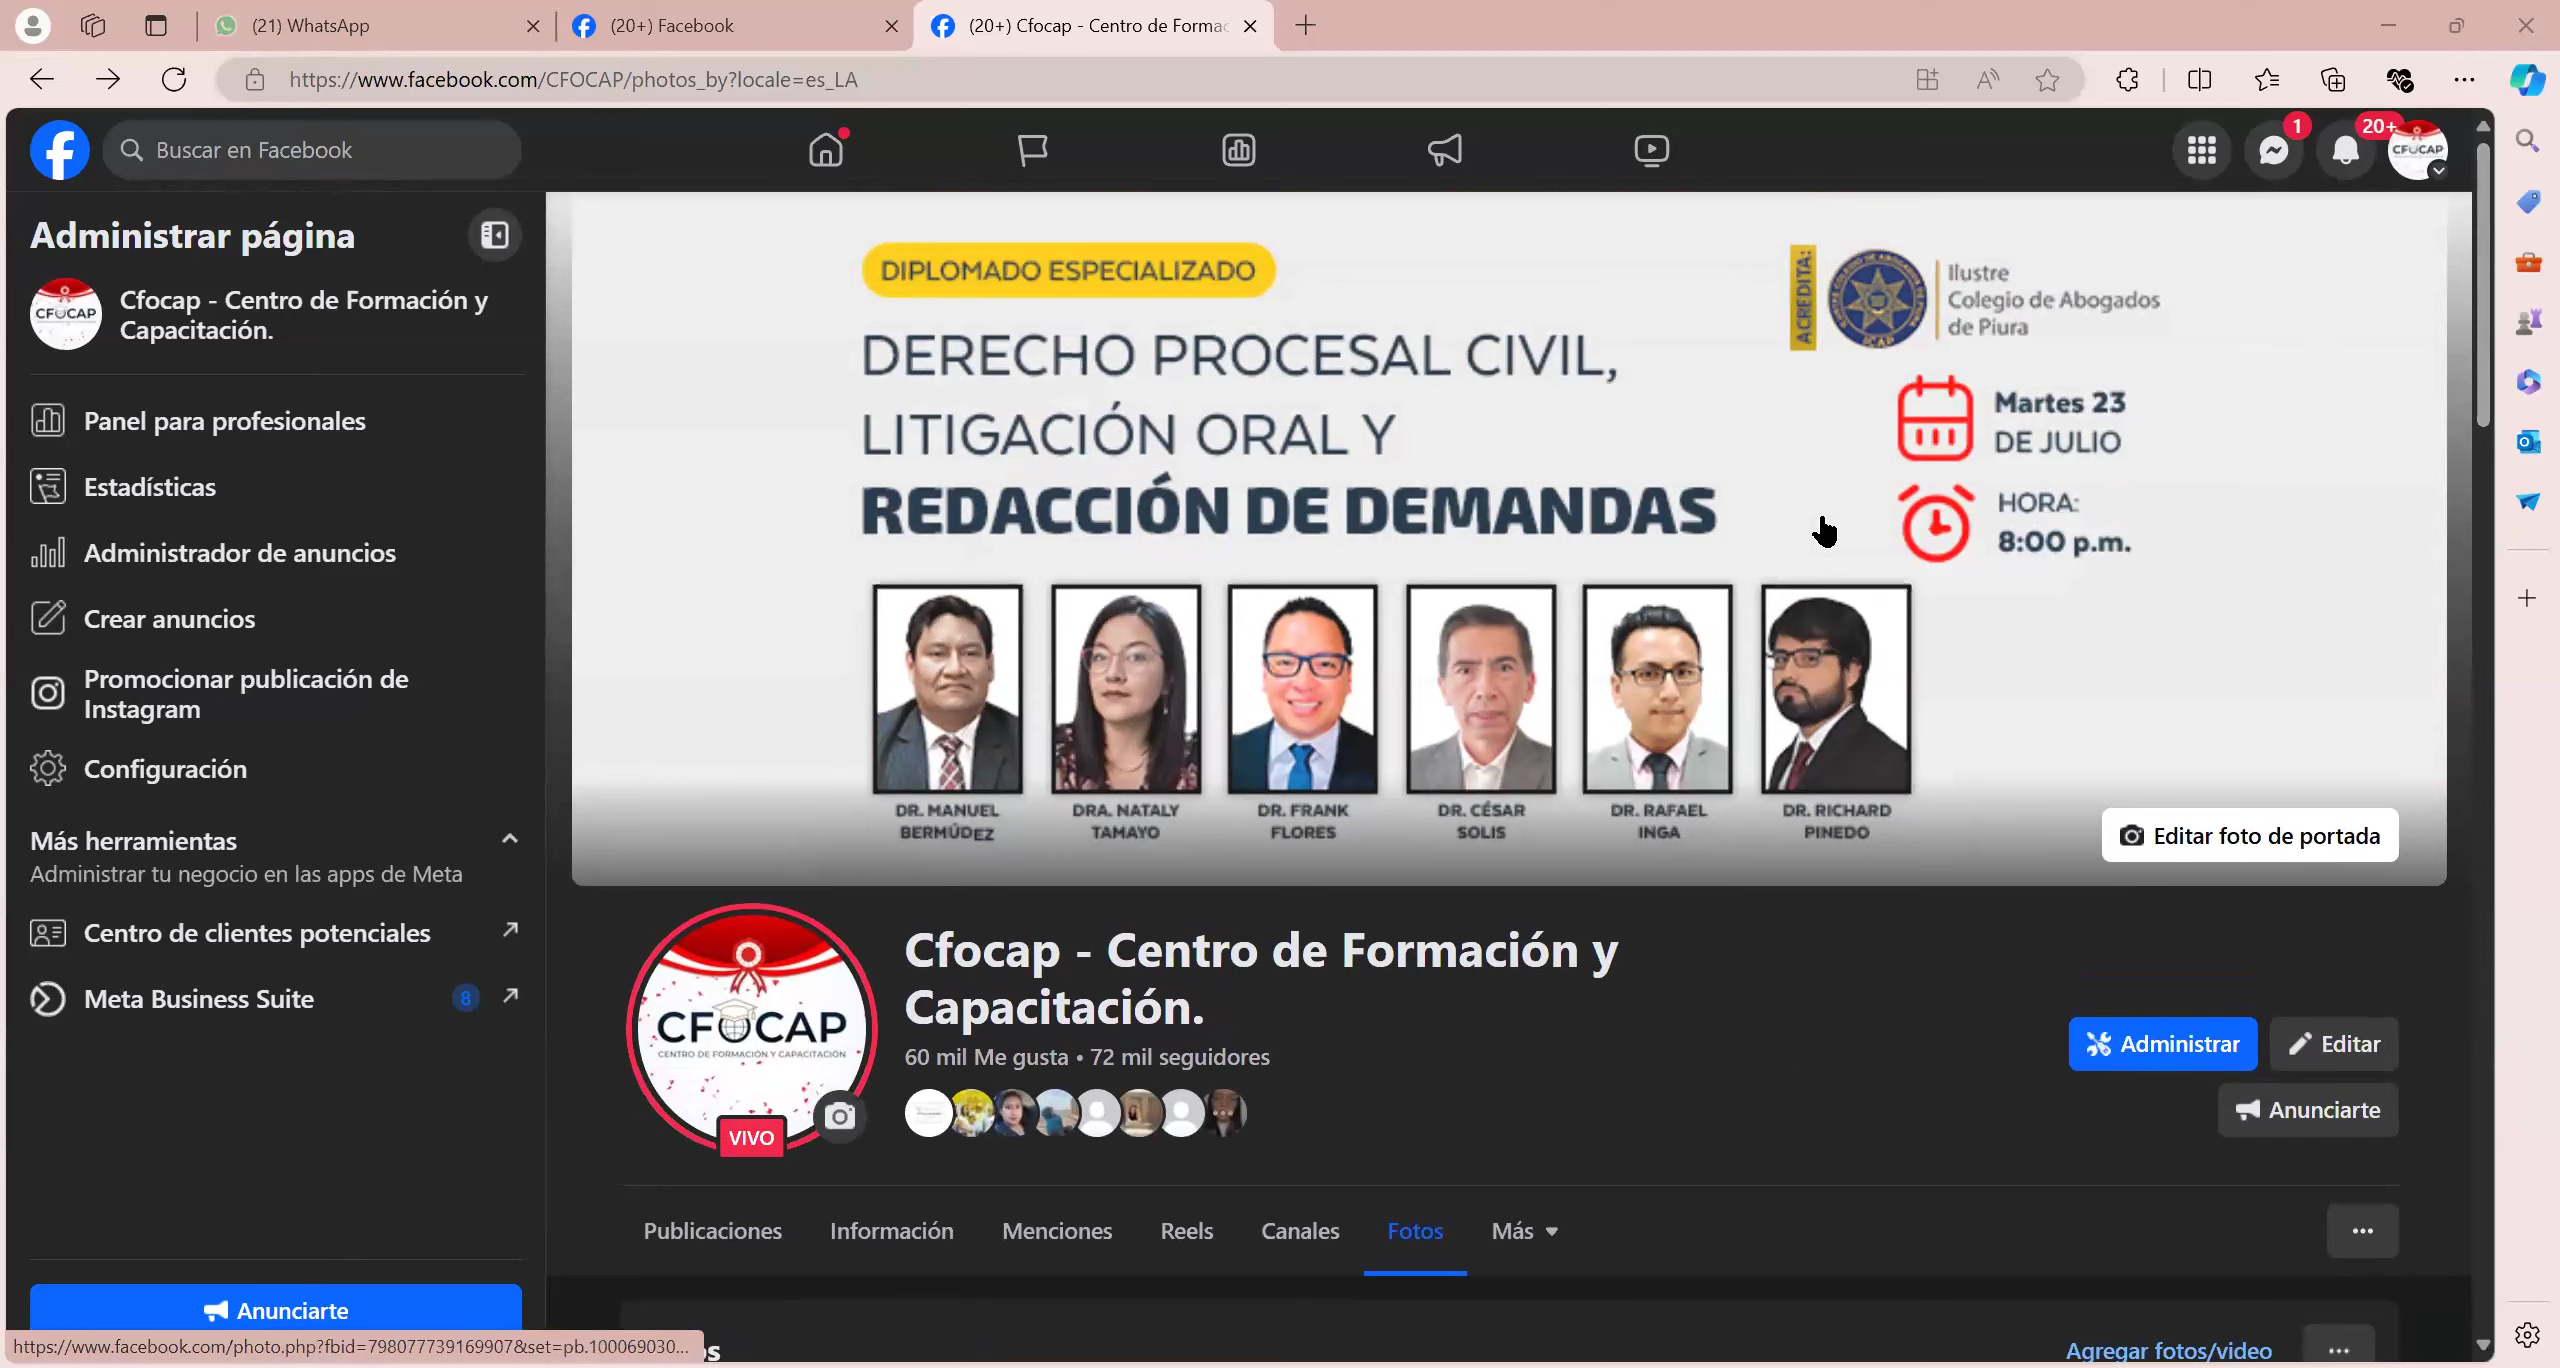 (21) WhatsApp
(20+) Facebook
(20+) Cfocap - Centro de Formac
https://www.facebook.com/CFOCAP/photos_by?locale=es_LA
Buscar en Facebook
1
20+
CFOCAP
Administrar página
CFOCAP
Cfocap - Centro de Formación y
Capacitación.
Panel para profesionales
Estadísticas
Administrador de anuncios
Crear anuncios
Promocionar publicación de
Instagram
Configuración
Más herramientas
Administrar tu negocio en las apps de Meta
Centro de clientes potenciales
Meta Business Suite
8
Anunciarte
https://www.facebook.com/photo.php?fbid=798077739169907&set=pb.100069030...
DIPLOMADO ESPECIALIZADO
DERECHO PROCESAL CIVIL,
LITIGACIÓN ORAL Y
REDACCIÓN DE DEMANDAS
ACREDITA:
ICAP
Ilustre
Colegio de Abogados
de Piura
Martes 23
DE JULIO
HORA:
8:00 p.m.
DR. MANUEL
BERMÚDEZ
DRA. NATALY
TAMAYO
DR. FRANK
FLORES
DR. CÉSAR
SOLIS
DR. RAFAEL
INGA
DR. RICHARD
PINEDO
Editar foto de portada
CFOCAP
CENTRO DE FORMACIÓN Y CAPACITACIÓN
VIVO
Cfocap - Centro de Formación y
Capacitación.
60 mil Me gusta • 72 mil seguidores
Administrar
Editar
Anunciarte
Publicaciones
Información
Menciones
Reels
Canales
Fotos
Más
Agregar fotos/video